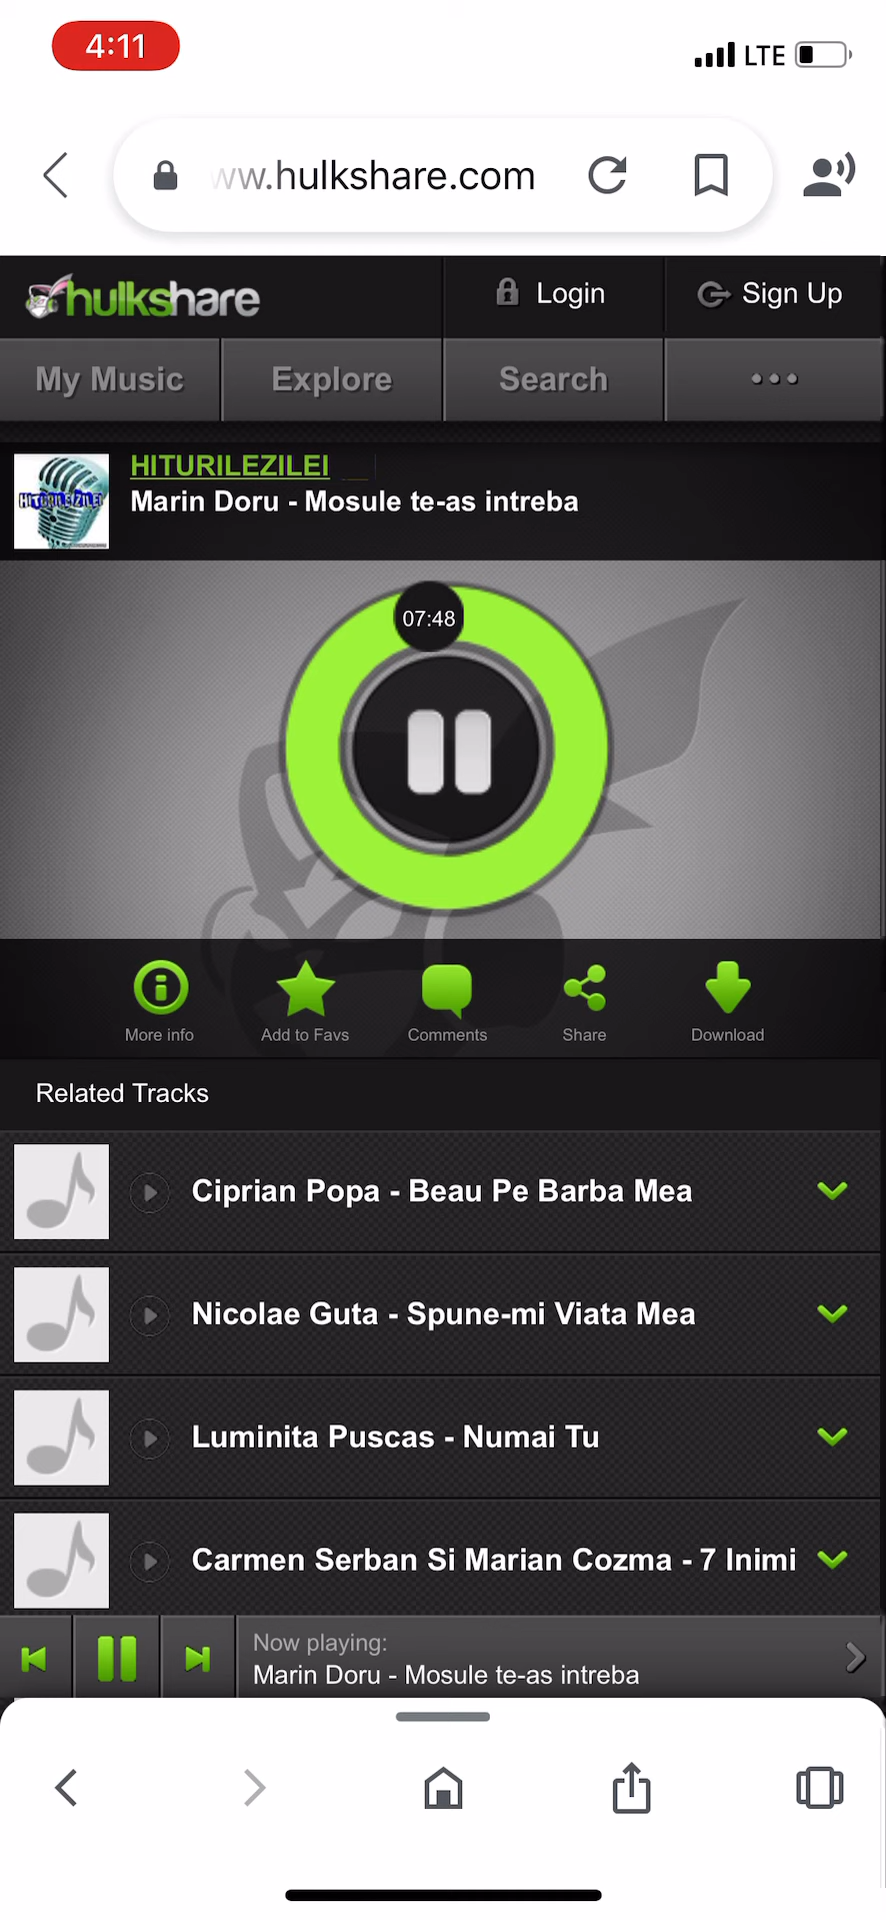 4:11
LTE
ww.hulkshare.com
hulkshare
Login
Sign Up
My Music
Explore
Search
HITURILEZILEI
HITURILEZILEI
Marin Doru - Mosule te-as intreba
07:48
More info
Add to Favs
Comments
Share
Download
Related Tracks
Ciprian Popa - Beau Pe Barba Mea
Nicolae Guta - Spune-mi Viata Mea
Luminita Puscas - Numai Tu
Carmen Serban Si Marian Cozma - 7 Inimi
Now playing:
Marin Doru - Mosule te-as intreba